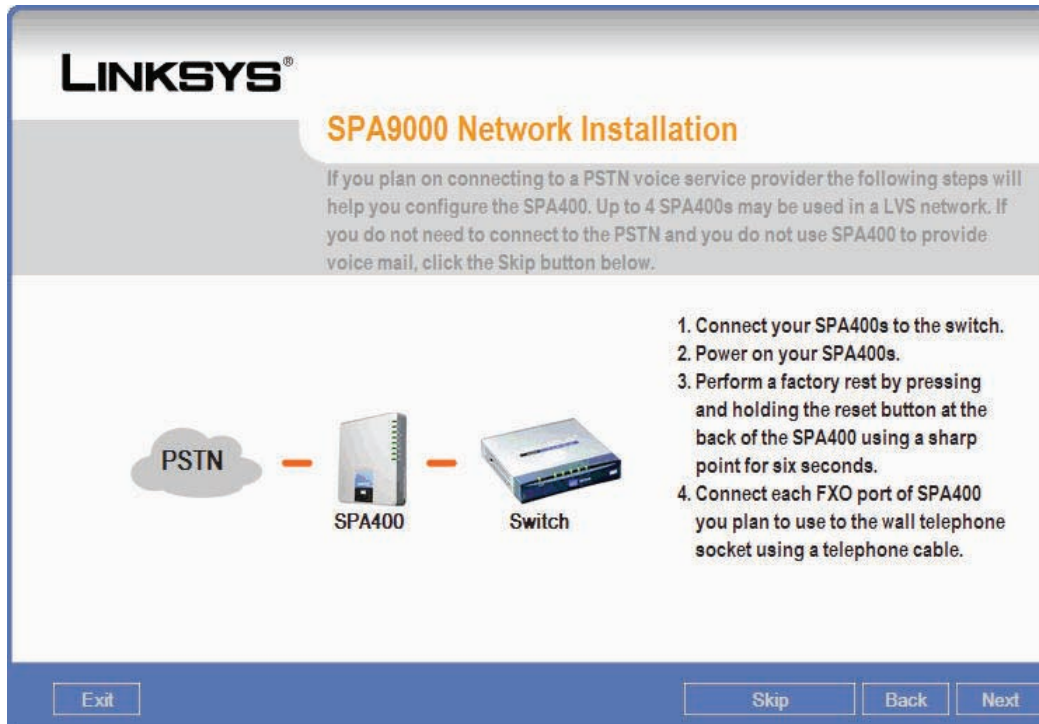 LINKSYS®
SPA9000 Network Installation
If you plan on connecting to a PSTN voice service provider the following steps will
help you configure the SPA400. Up to 4 SPA400s may be used in a LVS network. If
you do not need to connect to the PSTN and you do not use SPA400 to provide
voice mail, click the Skip button below.
1. Connect your SPA400s to the switch.
2. Power on your SPA400s.
3. Perform a factory rest by pressing
and holding the reset button at the
back of the SPA400 using a sharp
point for six seconds.
4. Connect each FXO port of SPA400
you plan to use to the wall telephone
socket using a telephone cable.
PSTN
SPA400
Switch
Exit
Skip
Back
Next